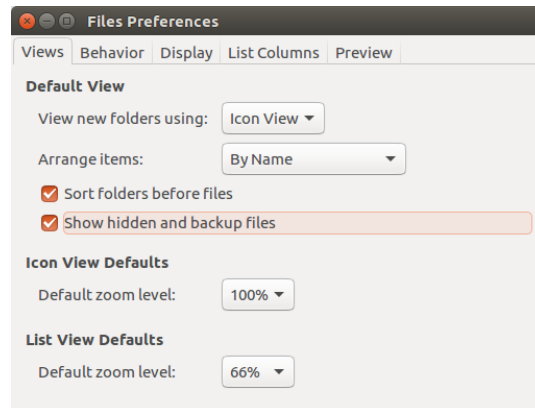 Files Preferences
Views Behavior Display List Columns Preview
Default View
View new folders using: Icon View
Arrange items: By Name
Sort folders before files
Show hidden and backup files
Icon View Defaults
Default zoom level: 100%
List View Defaults
Default zoom level: 66%